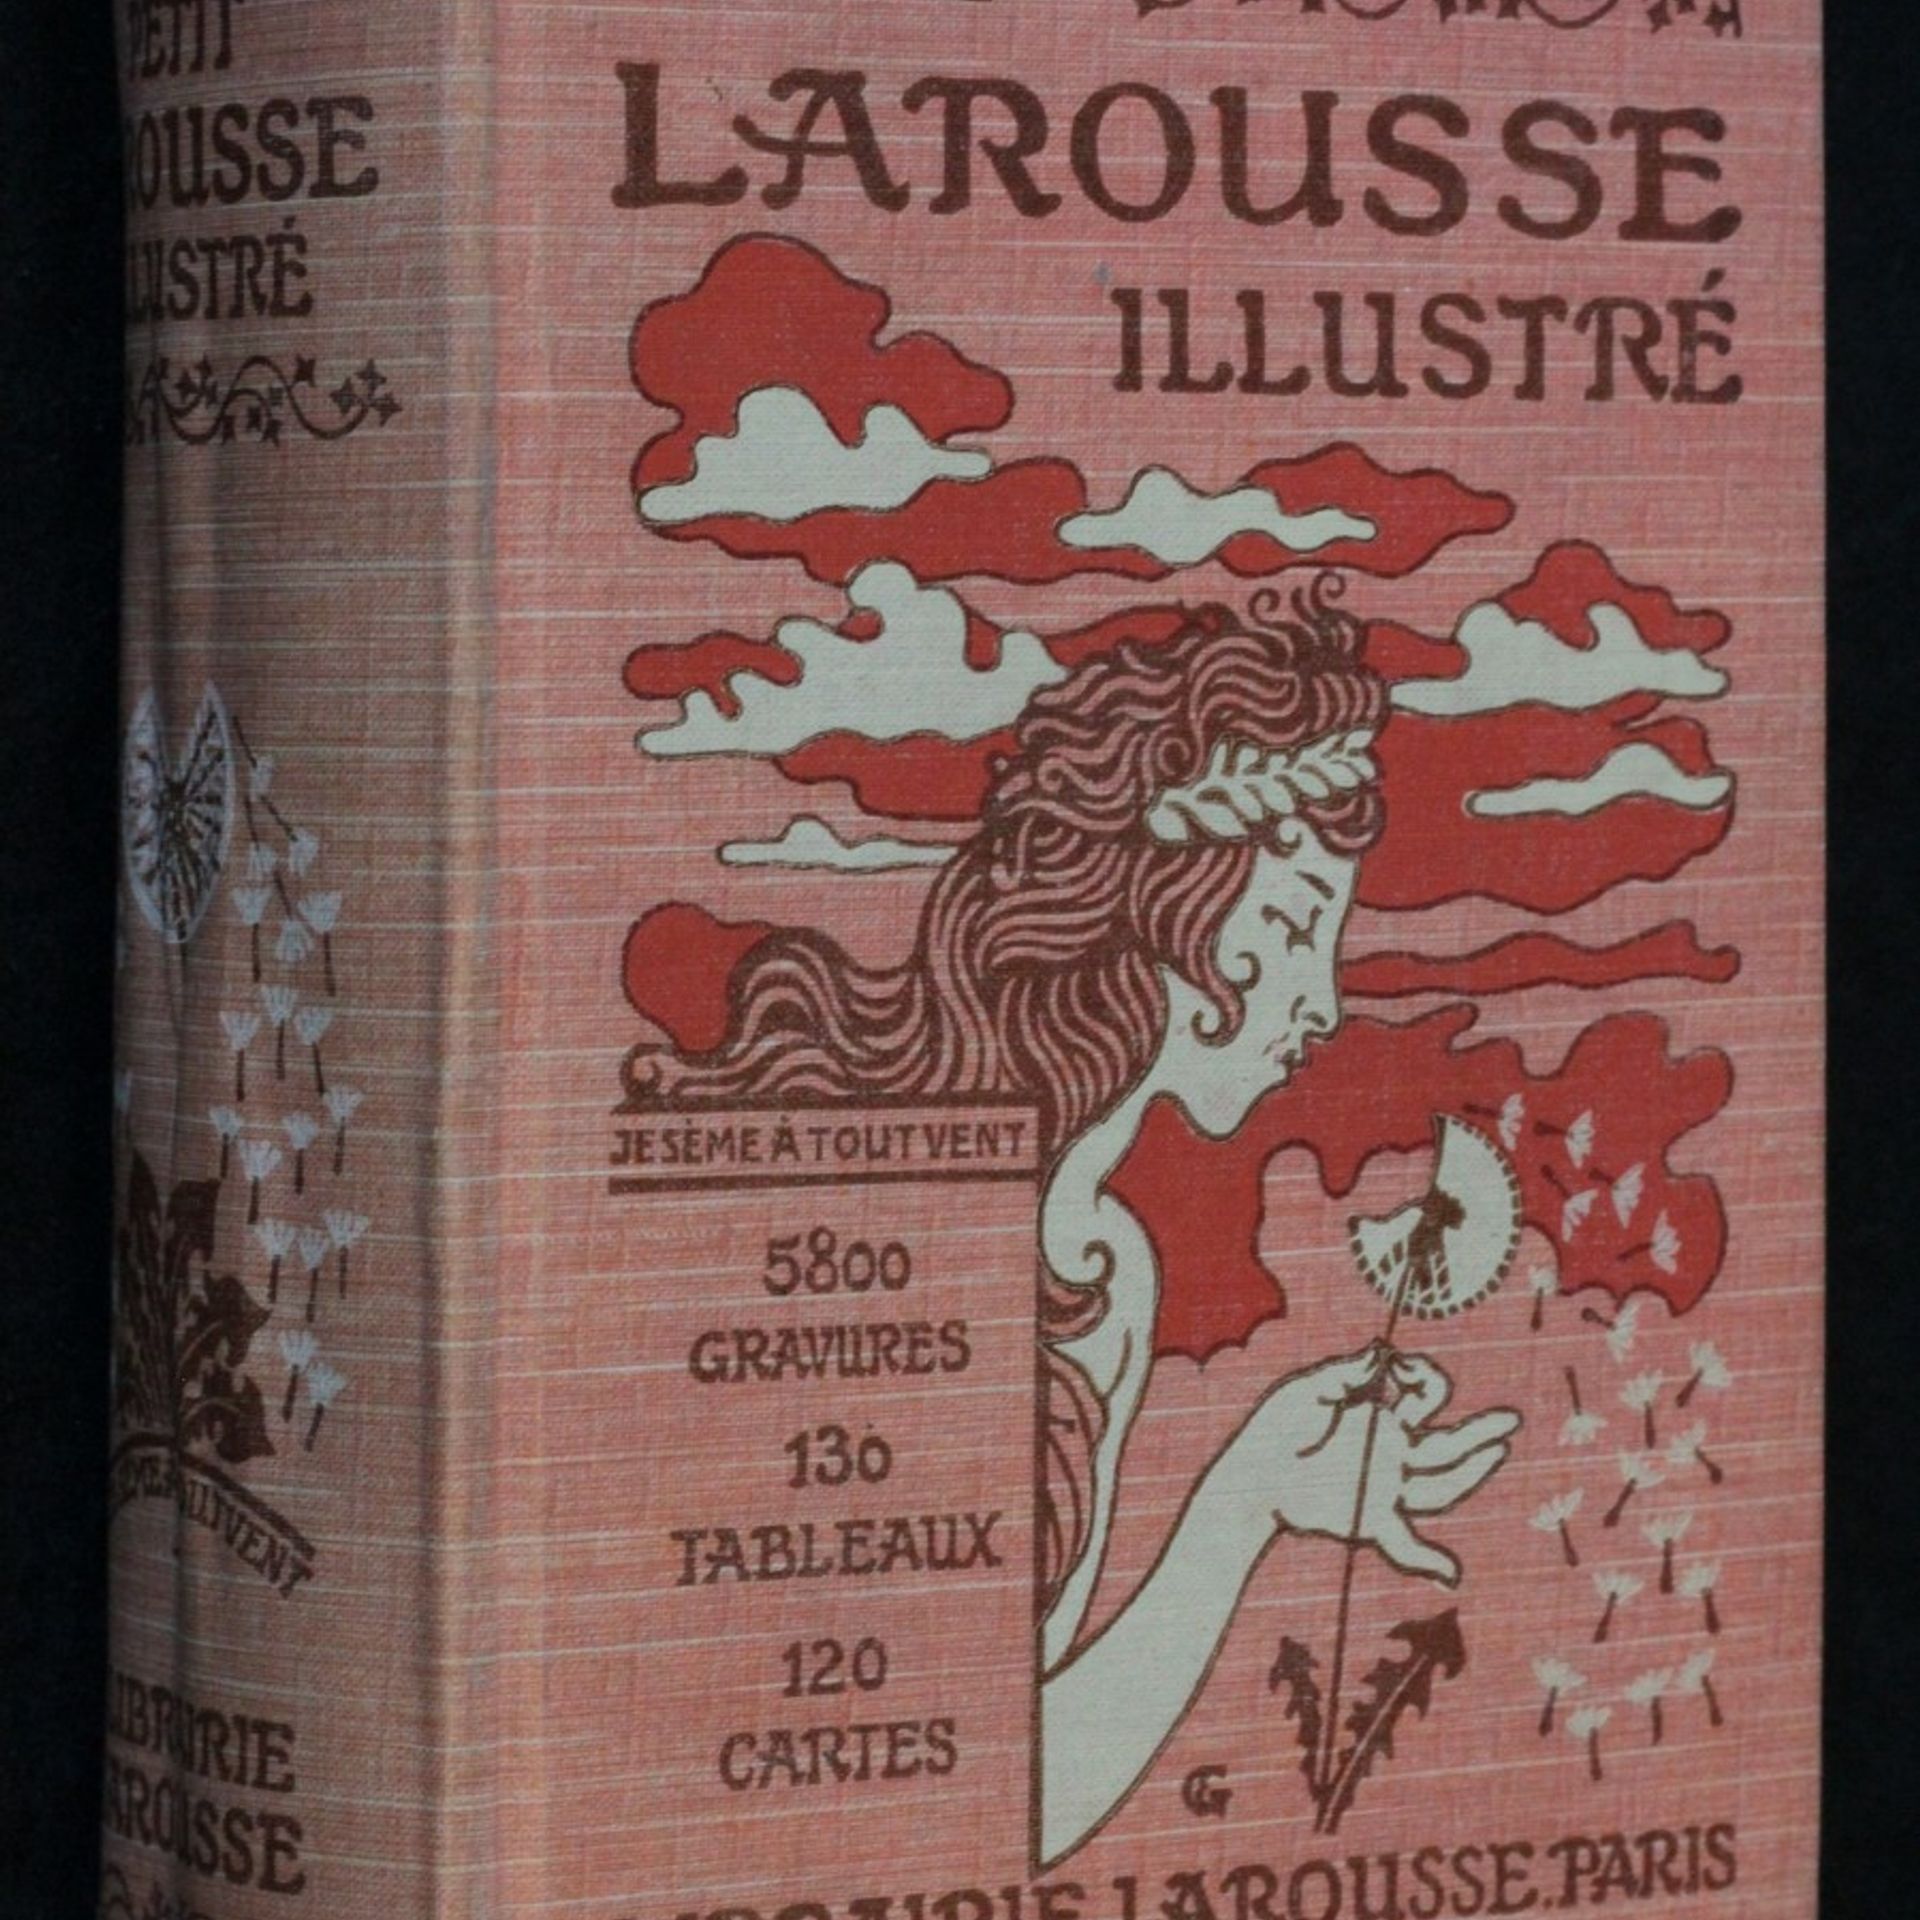 PETIT
LAROUSSE
ILLUSTRÉ
LIBRAIRIE
LAROUSSE
LAROUSSE
ILLUSTRÉ
JE SÈME À TOUT VENT
5800
GRAVURES
130
TABLEAUX
120
CARTES
G
LIBRAIRIE LAROUSSE.PARIS